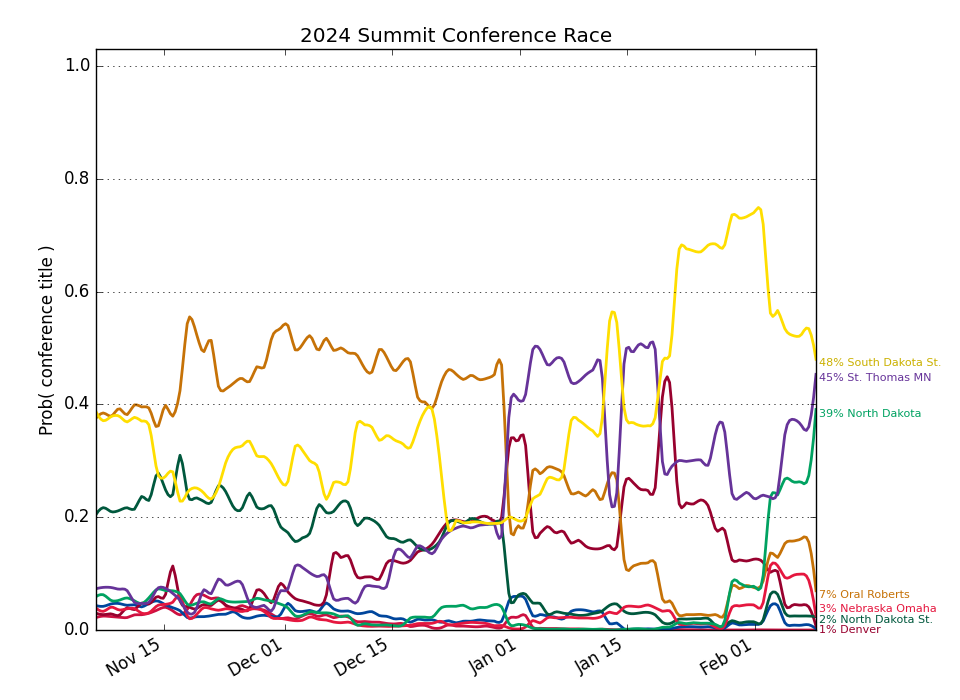 2024 Summit Conference Race
Prob( conference title )
1.0
0.8
0.6
0.4
0.2
0.0
Nov 15
Dec 01
Dec 15
Jan 01
Jan 15
Feb 01
48% South Dakota St.
45% St. Thomas MN
39% North Dakota
7% Oral Roberts
3% Nebraska Omaha
2% North Dakota St.
1% Denver